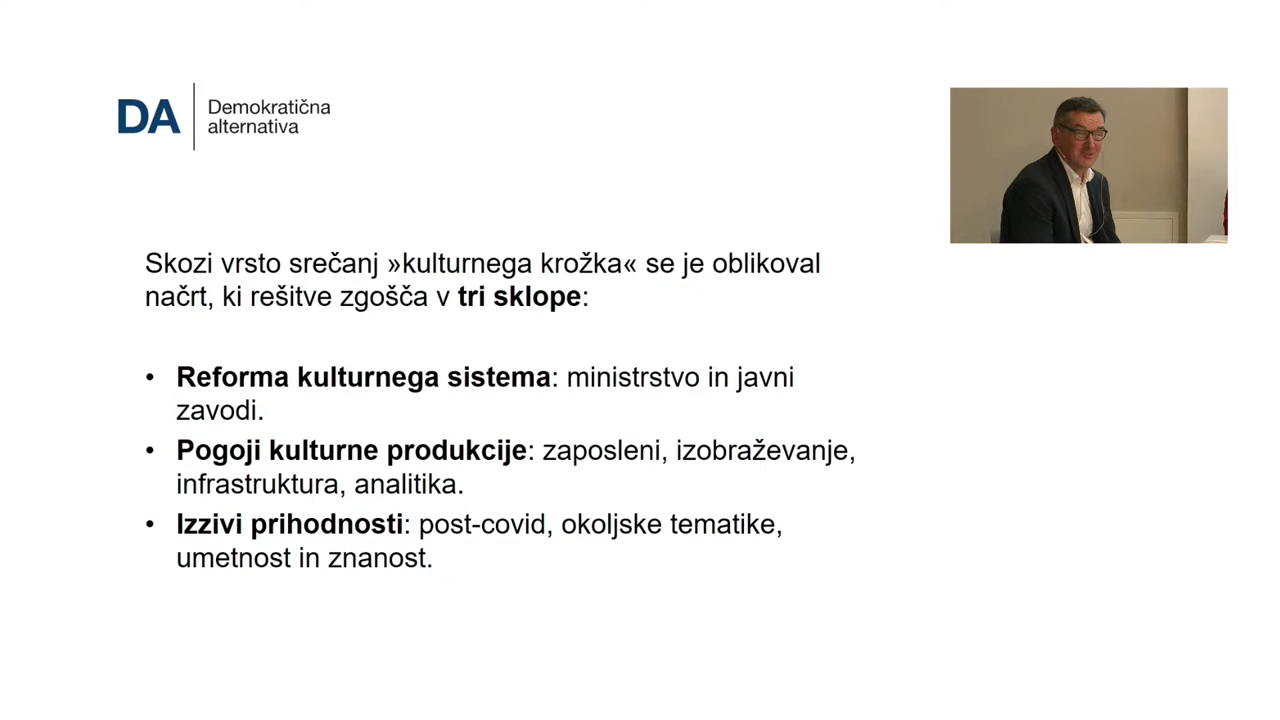 DA
Demokratična
alternativa
Skozi vrsto srečanj »kulturnega krožka« se je oblikoval
načrt, ki rešitve zgošča v tri sklope:
• Reforma kulturnega sistema: ministrstvo in javni
zavodi.
• Pogoji kulturne produkcije: zaposleni, izobraževanje,
infrastruktura, analitika.
• Izzivi prihodnosti: post-covid, okoljske tematike,
umetnost in znanost.